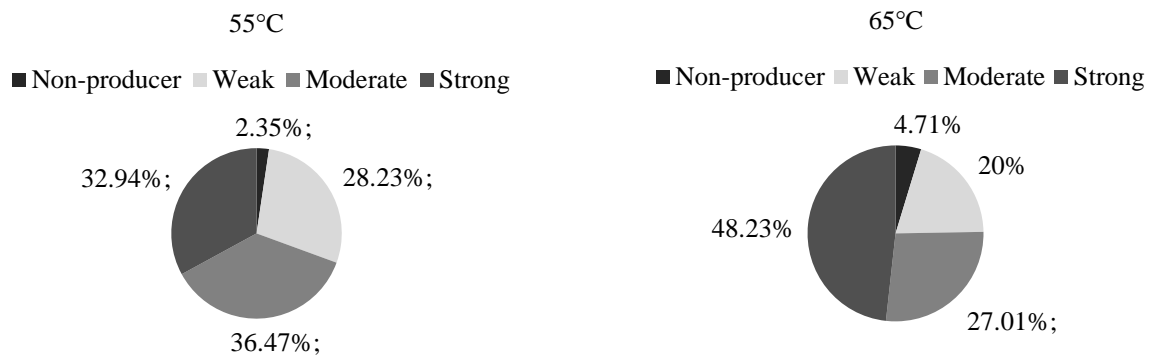 55°C
Non-producer Weak Moderate Strong
2.35%;
28.23%;
32.94%;
36.47%;
65°C
Non-producer Weak Moderate Strong
4.71%
20%
48.23%
27.01%;